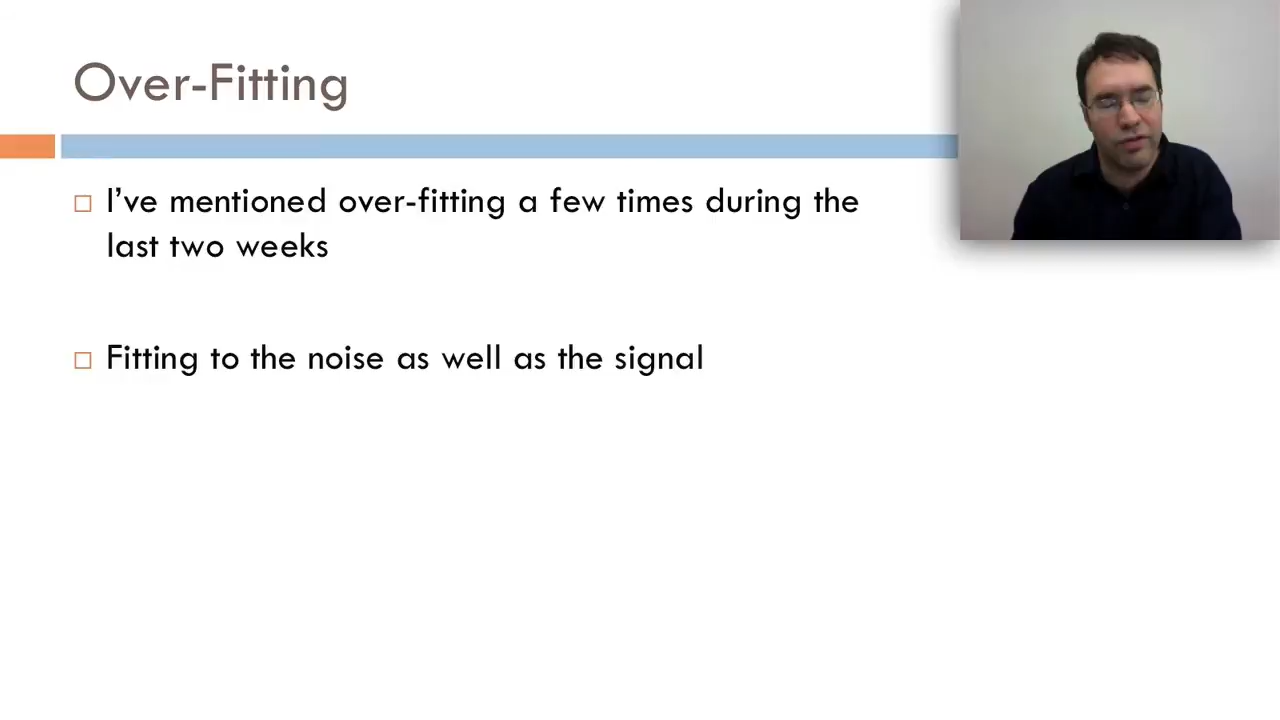 Over-Fitting
I’ve mentioned over-fitting a few times during the
last two weeks
Fitting to the noise as well as the signal